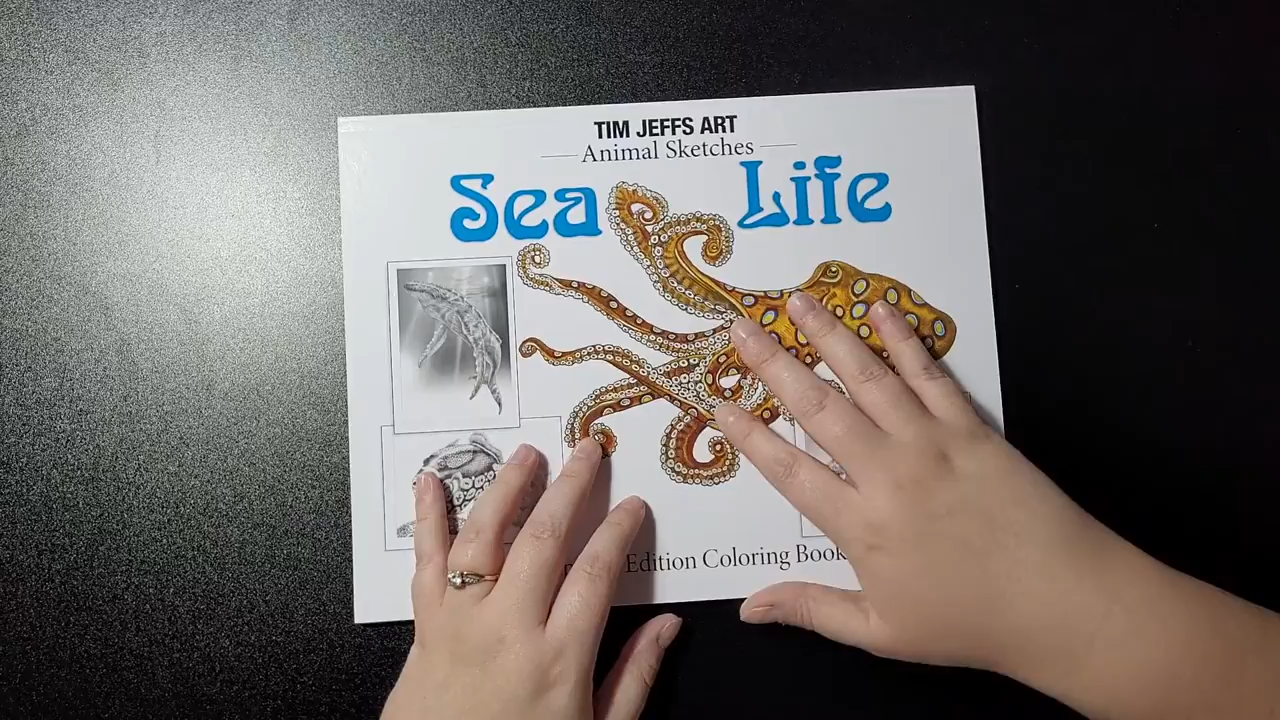 TIM JEFFS ART
Animal Sketches
Sea Life
Edition Coloring Book